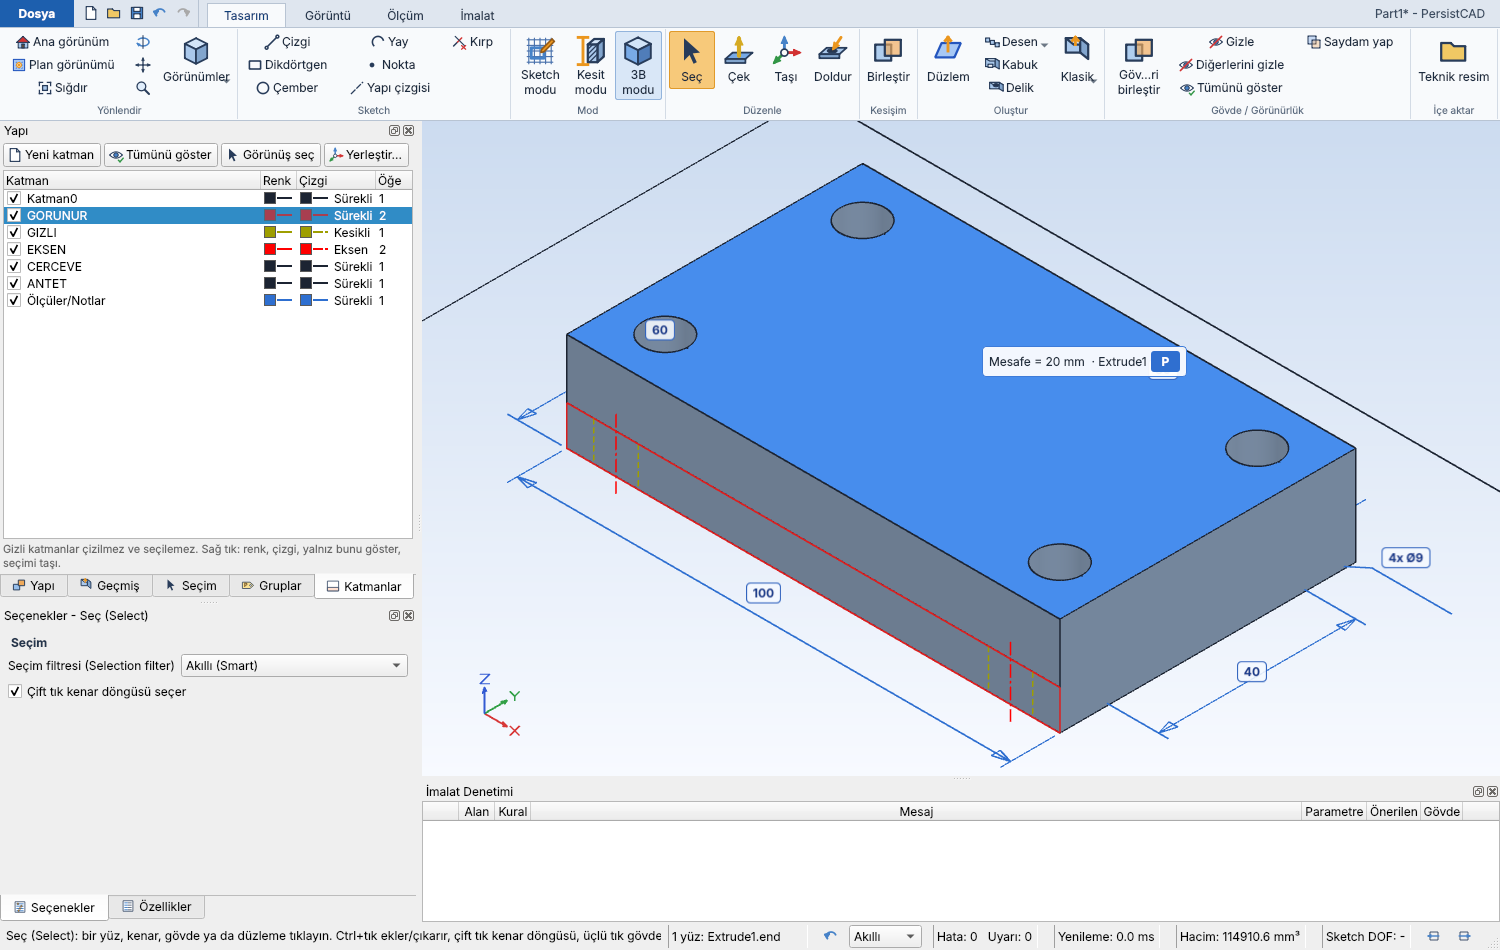 Dosya
Tasarım
Görüntü
Ölçüm
İmalat
Part1* - PersistCAD
Ana görünüm
Plan görünümü
Sığdır
Görünümler
Yönlendir
Çizgi
Dikdörtgen
Çember
Yay
Nokta
Yapı çizgisi
Kırp
Sketch
Sketch modu
Kesit modu
3B modu
Mod
Seç
Çek
Taşı
Doldur
Düzenle
Birleştir
Kesişim
Düzlem
Desen
Kabuk
Delik
Klasik
Oluştur
Göv...ri birleştir
Gizle
Diğerlerini gizle
Tümünü göster
Saydam yap
Gövde / Görünürlük
Teknik resim
İçe aktar
Yapı
Yeni katman
Tümünü göster
Görünüş seç
Yerleştir...
Katman Renk Çizgi Öğe
Katman0 Sürekli 1
GORUNUR Sürekli 2
GIZLI Kesikli 1
EKSEN Eksen 2
CERCEVE Sürekli 1
ANTET Sürekli 1
Ölçüler/Notlar Sürekli 1
Gizli katmanlar çizilmez ve seçilemez. Sağ tık: renk, çizgi, yalnız bunu göster,
seçimi taşı.
Yapı
Geçmiş
Seçim
Gruplar
Katmanlar
Seçenekler - Seç (Select)
Seçim
Seçim filtresi (Selection filter) Akıllı (Smart)
Çift tık kenar döngüsü seçer
Seçenekler
Özellikler
60
Mesafe = 20 mm · Extrude1 P
4x Ø9
100
40
Z
Y
X
İmalat Denetimi
Alan Kural Mesaj Parametre Önerilen Gövde
Seç (Select): bir yüz, kenar, gövde ya da düzleme tıklayın. Ctrl+tık ekler/çıkarır, çift tık kenar döngüsü, üçlü tık gövde
1 yüz: Extrude1.end
Akıllı
Hata: 0 Uyarı: 0
Yenileme: 0.0 ms
Hacim: 114910.6 mm³
Sketch DOF: -